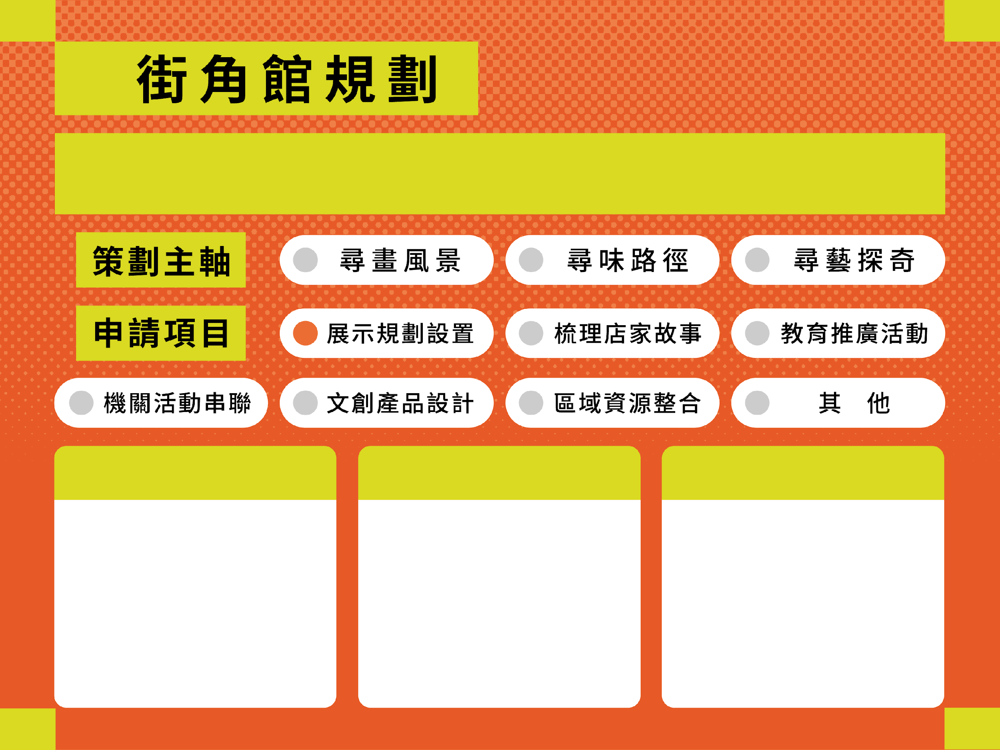 街角館規劃
策劃主軸
尋畫風景
尋味路徑
尋藝探奇
申請項目
展示規劃設置
梳理店家故事
教育推廣活動
機關活動串聯
文創產品設計
區域資源整合
其他